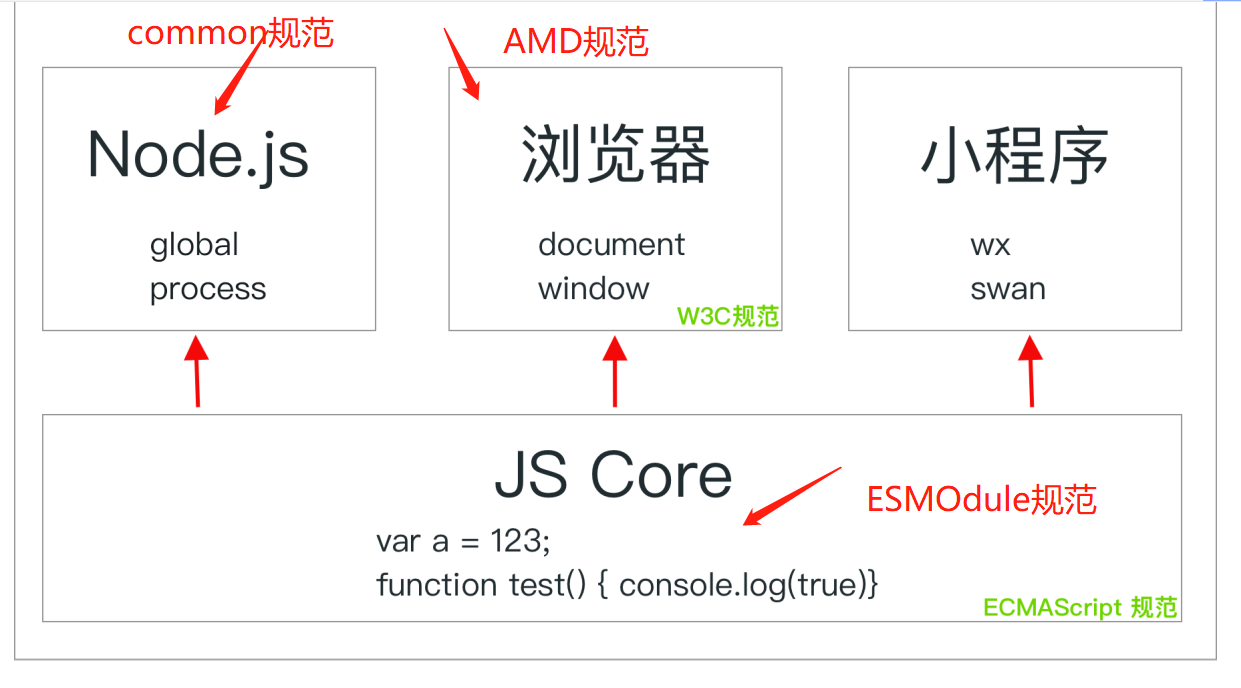 common规范
AMD规范
Node.js
global
process
浏览器
document
window
W3C规范
小程序
wx
swan
JS Core
ESMOdule规范
var a = 123;
function test() { console.log(true)}
ECMAScript 规范